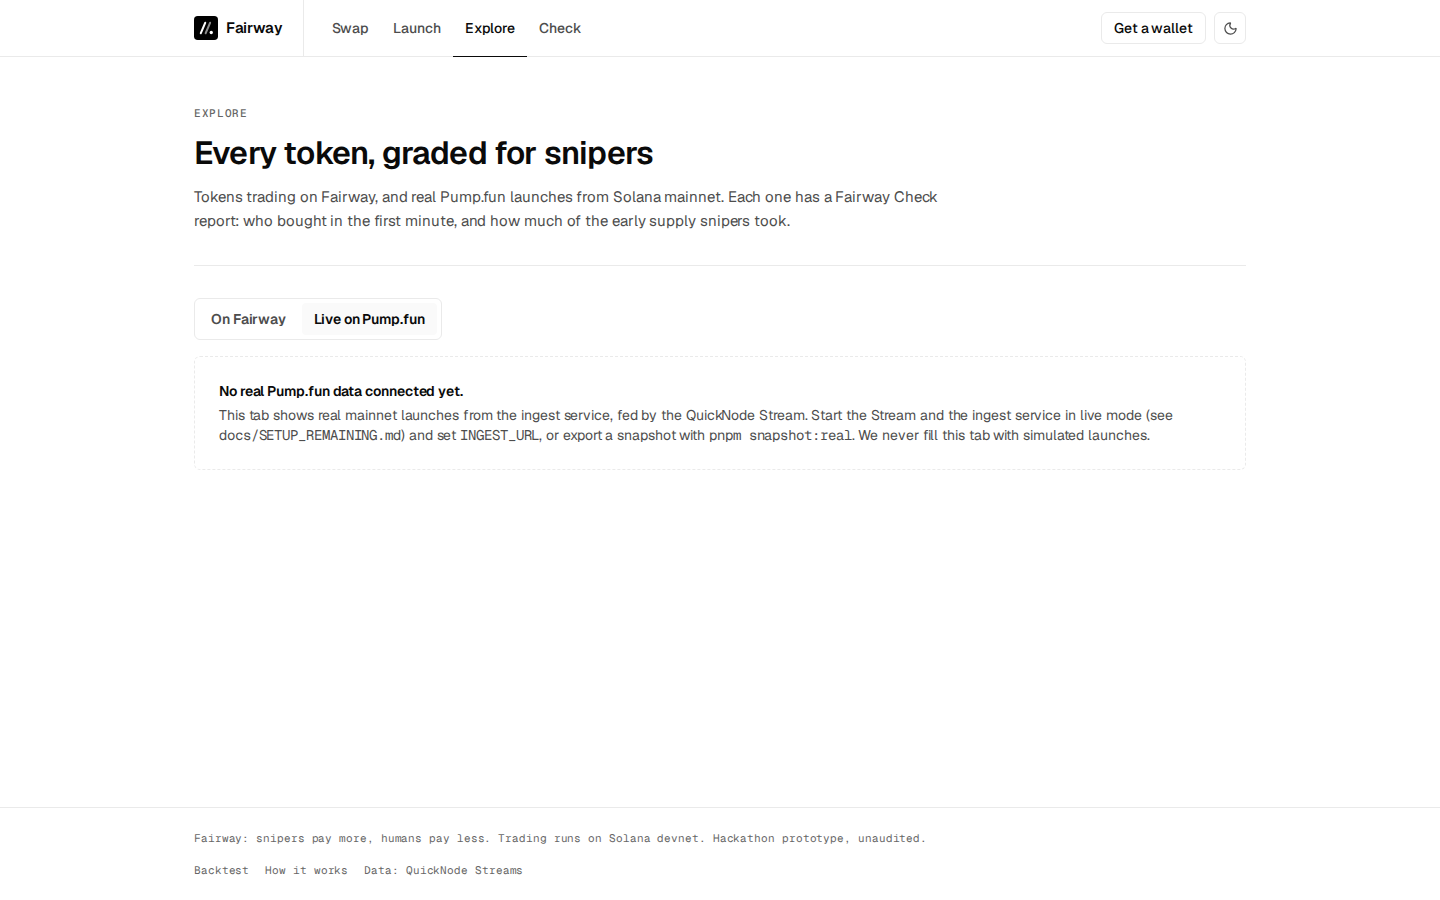 Fairway
Swap
Launch
Explore
Check
Get a wallet
EXPLORE
Every token, graded for snipers
Tokens trading on Fairway, and real Pump.fun launches from Solana mainnet. Each one has a Fairway Check
report: who bought in the first minute, and how much of the early supply snipers took.
On Fairway
Live on Pump.fun
No real Pump.fun data connected yet.
This tab shows real mainnet launches from the ingest service, fed by the QuickNode Stream. Start the Stream and the ingest service in live mode (see
docs/SETUP_REMAINING.md) and set INGEST_URL, or export a snapshot with pnpm snapshot:real. We never fill this tab with simulated launches.
Fairway: snipers pay more, humans pay less. Trading runs on Solana devnet. Hackathon prototype, unaudited.
Backtest
How it works
Data: QuickNode Streams